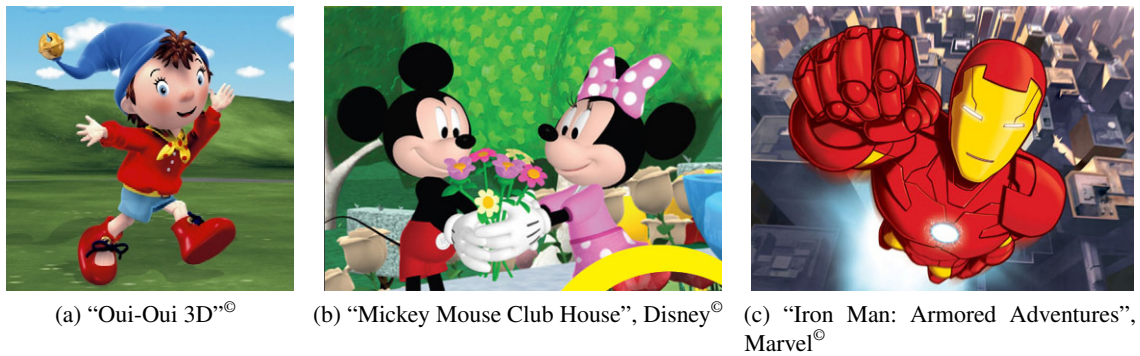 (a) “Oui-Oui 3D”©
(b) “Mickey Mouse Club House”, Disney©
(c) “Iron Man: Armored Adventures”,
Marvel©